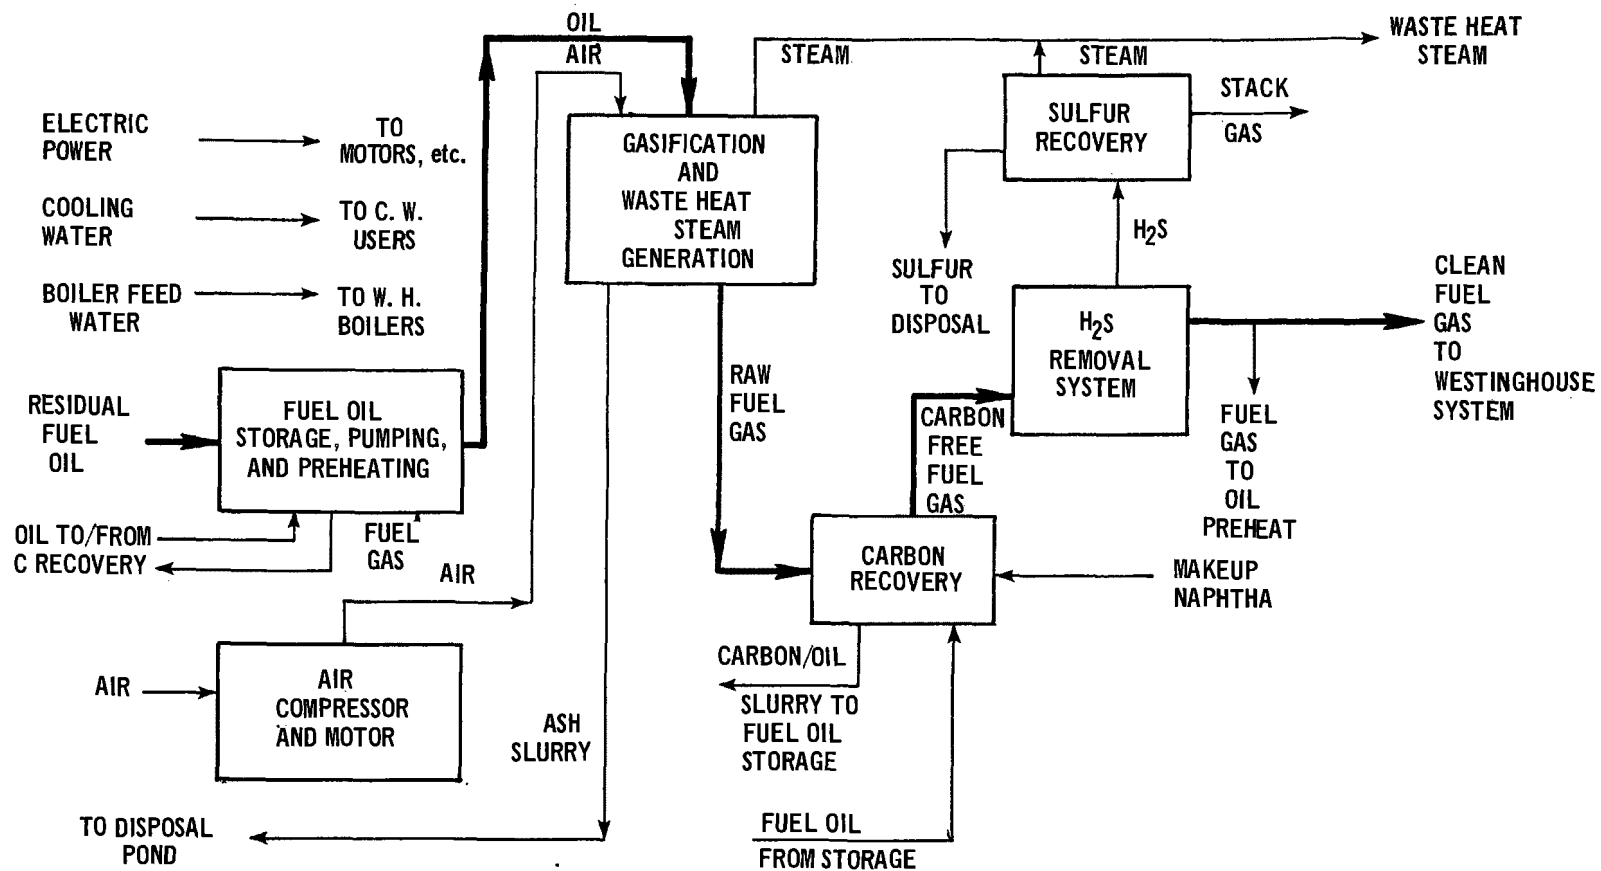 OIL
AIR
STEAM
STEAM
WASTE HEAT
STEAM
STACK
GAS
SULFUR
RECOVERY
ELECTRIC
POWER
TO
MOTORS, etc.
GASIFICATION
AND
WASTE HEAT
STEAM
GENERATION
COOLING
WATER
TO C. W.
USERS
H2S
SULFUR
TO
DISPOSAL
BOILER FEED
WATER
TO W. H.
BOILERS
H2S
REMOVAL
SYSTEM
CLEAN
FUEL
GAS
TO
WESTINGHOUSE
SYSTEM
RESIDUAL
FUEL
OIL
FUEL OIL
STORAGE, PUMPING,
AND PREHEATING
RAW
FUEL
GAS
CARBON
FREE
FUEL
GAS
FUEL
GAS
TO
OIL
PREHEAT
OIL TO/FROM
C RECOVERY
FUEL
GAS
AIR
CARBON
RECOVERY
MAKEUP
NAPHTHA
AIR
AIR
COMPRESSOR
AND MOTOR
CARBON/OIL
SLURRY TO
FUEL OIL
STORAGE
ASH
SLURRY
TO DISPOSAL
POND
FUEL OIL
FROM STORAGE